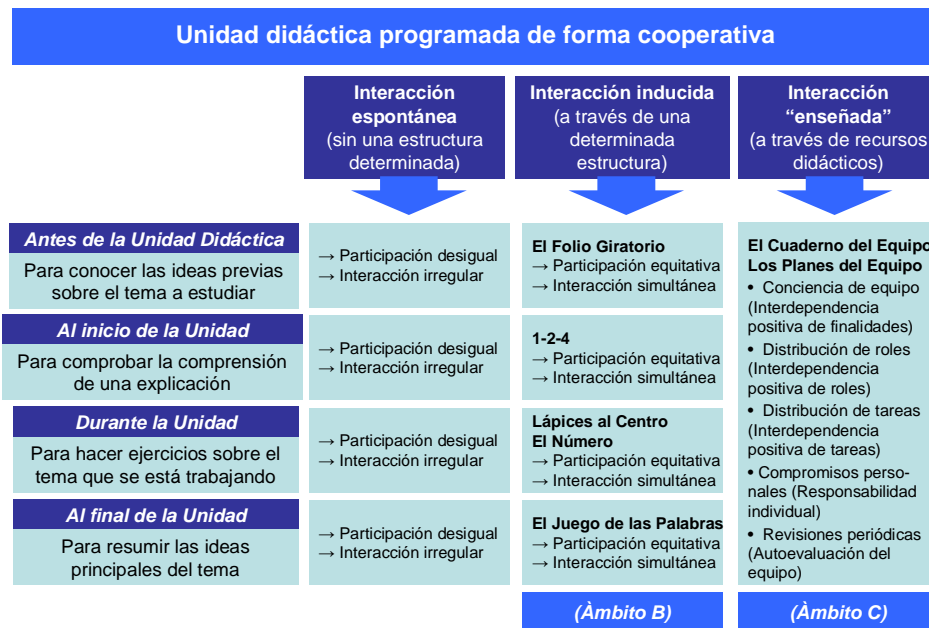 Unidad didáctica programada de forma cooperativa
Interacción
espontánea
(sin una estructura
determinada)
Interacción inducida
(a través de una
determinada
estructura)
Interacción
“enseñada”
(a través de recursos
didácticos)
Antes de la Unidad Didáctica
Para conocer las ideas previas
sobre el tema a estudiar
→ Participación desigual
→ Interacción irregular
El Folio Giratorio
→ Participación equitativa
→ Interacción simultánea
Al inicio de la Unidad
Para comprobar la comprensión
de una explicación
→ Participación desigual
→ Interacción irregular
1-2-4
→ Participación equitativa
→ Interacción simultánea
Durante la Unidad
Para hacer ejercicios sobre el
tema que se está trabajando
→ Participación desigual
→ Interacción irregular
Lápices al Centro
El Número
→ Participación equitativa
→ Interacción simultánea
Al final de la Unidad
Para resumir las ideas
principales del tema
→ Participación desigual
→ Interacción irregular
El Juego de las Palabras
→ Participación equitativa
→ Interacción simultánea
El Cuaderno del Equipo
Los Planes del Equipo
• Conciencia de equipo
(Interdependencia
positiva de finalidades)
• Distribución de roles
(Interdependencia
positiva de roles)
• Distribución de tareas
(Interdependencia
positiva de tareas)
• Compromisos perso-
nales (Responsabilidad
individual)
• Revisiones periódicas
(Autoevaluación del
equipo)
(Àmbito B)
(Àmbito C)